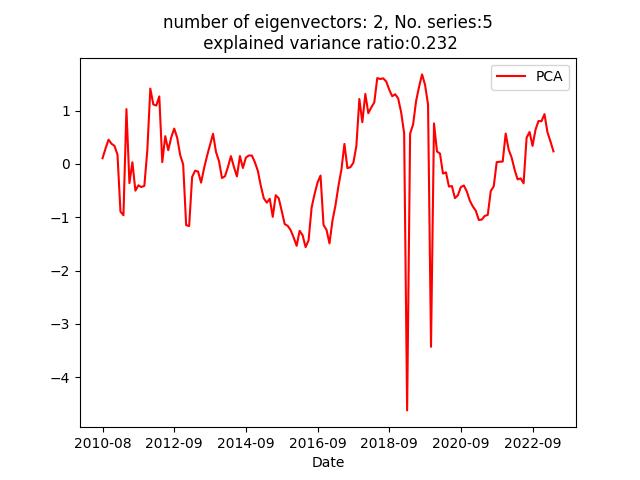 number of eigenvectors: 2, No. series:5
explained variance ratio:0.232
PCA
1
0
−1
−2
−3
−4
2010-08 2012-09 2014-09 2016-09 2018-09 2020-09 2022-09
Date